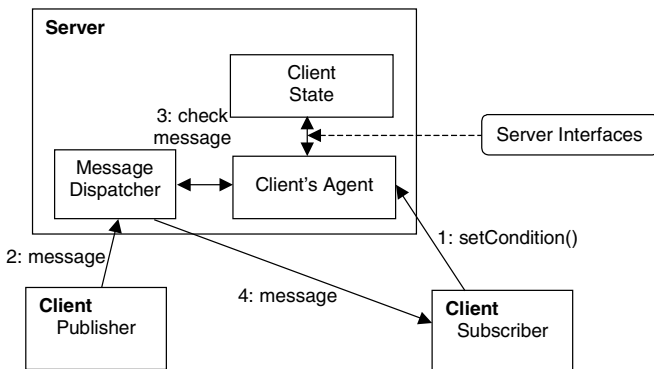 Server
Client
State
3: check
message
Server Interfaces
Message
Dispatcher
Client's Agent
1: setCondition()
2: message
4: message
Client
Publisher
Client
Subscriber